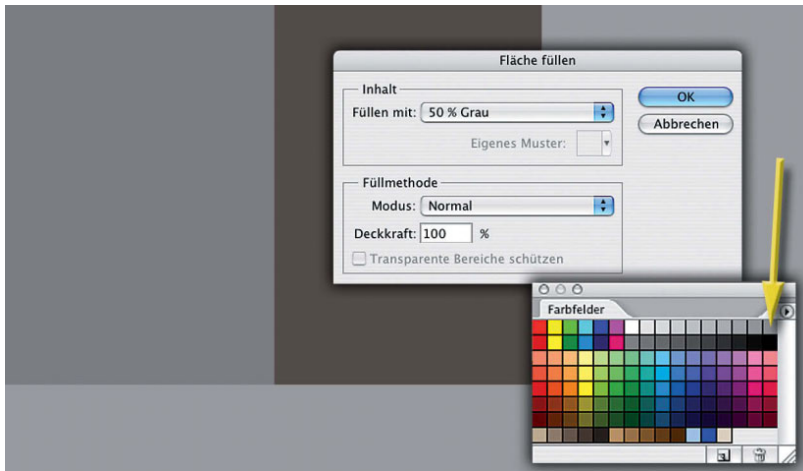 Fläche füllen
Inhalt
Füllen mit: 50 % Grau
Eigenes Muster:
OK
Abbrechen
Füllmethode
Modus: Normal
Deckkraft: 100 %
Transparente Bereiche schützen
Farbfelder